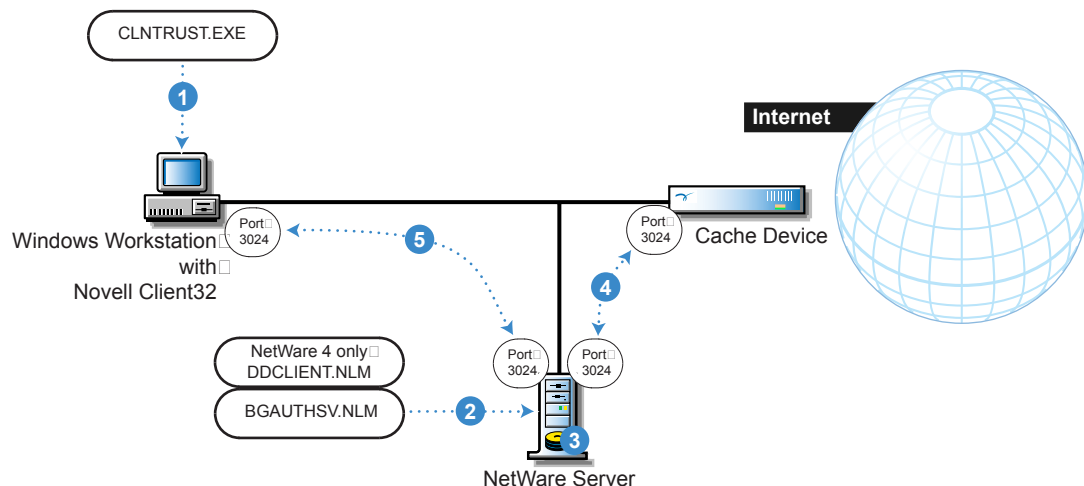 CLNTRUST.EXE
1
Internet
Port
3024
Windows Workstation
with
Novell Client32
5
Port
3024
Cache Device
4
NetWare 4 only
DDCLIENT.NLM
BGAUTHSV.NLM
2
Port
3024
Port
3024
3
NetWare Server